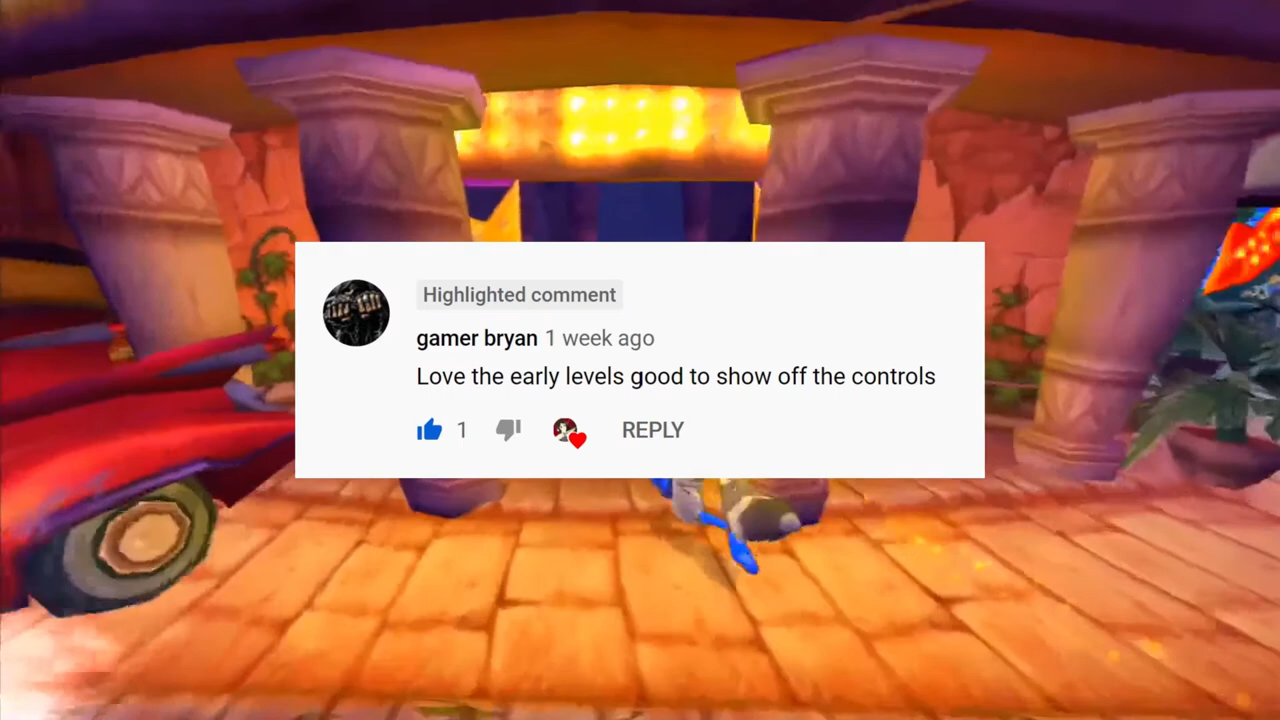 Highlighted comment
gamer bryan 1 week ago
Love the early levels good to show off the controls
1 REPLY